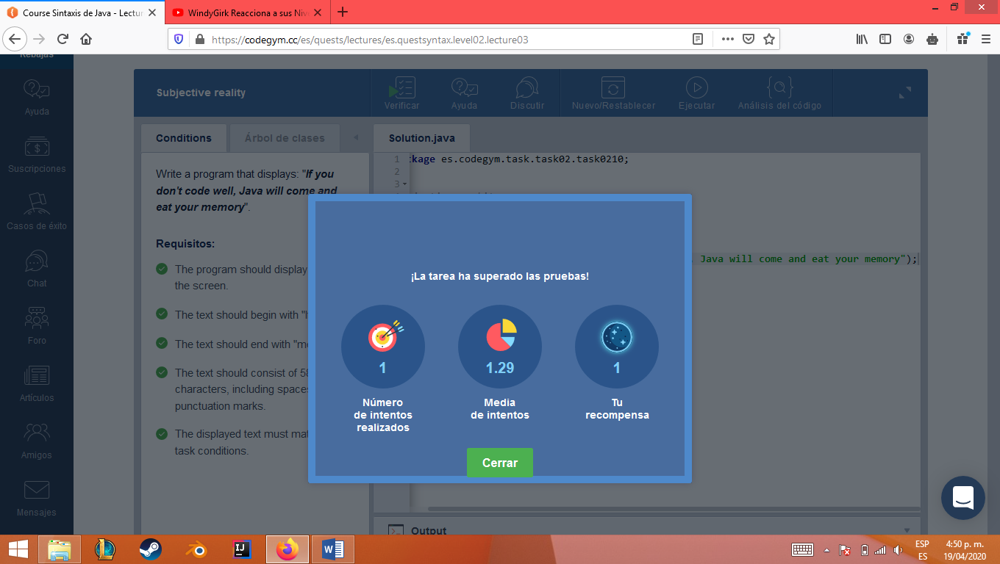 Course Sintaxis de Java - Lectur
WindyGirk Reacciona a sus Niv
https://codegym.cc/es/quests/lectures/es.questsyntax.level02.lecture03
Rebajas
Ayuda
Suscripciones
Casos de éxito
Chat
Foro
Artículos
Amigos
Mensajes
Subjective reality
Verificar
Ayuda
Discutir
Nuevo/Restablecer
Ejecutar
Análisis del código
Conditions
Árbol de clases
Solution.java
Write a program that displays: "If you
don't code well, Java will come and
eat your memory".
Requisitos:
The program should display
the screen.
The text should begin with "I
The text should end with "m
The text should consist of 58
characters, including spaces
punctuation marks.
The displayed text must mat
task conditions.
1 kage es.codegym.task.task02.task0210;
2
3
Java will come and eat your memory");
¡La tarea ha superado las pruebas!
1
Número
de intentos
realizados
1.29
Media
de intentos
1
Tu
recompensa
Cerrar
Output
IJ
W
ESP
ES
4:50 p. m.
19/04/2020